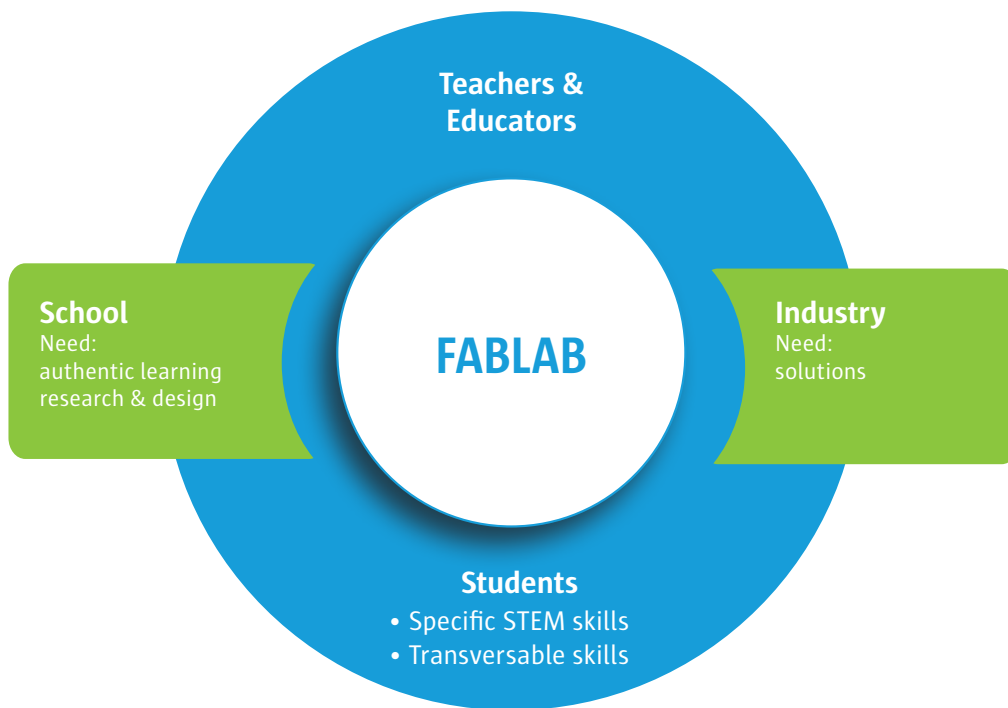 Teachers &
Educators
School
Need:
authentic learning
research & design
FABLAB
Industry
Need:
solutions
Students
• Specific STEM skills
• Transversable skills